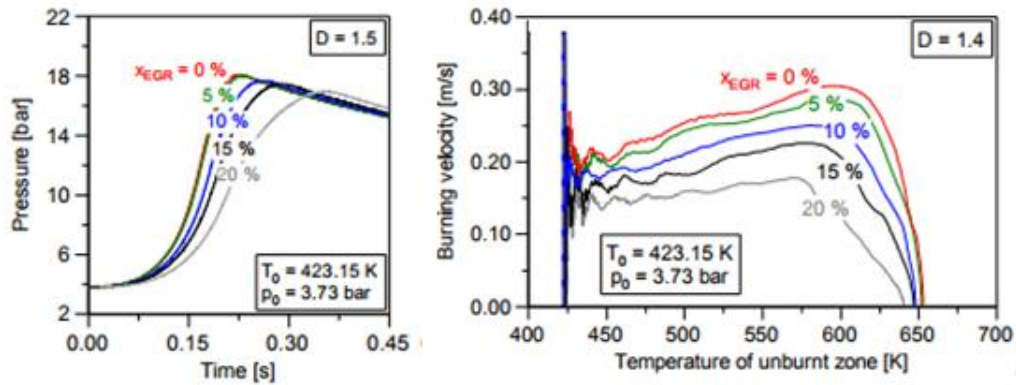 22
18
14
10
6
2
Pressure [bar]
D = 1.5
xEGR = 0 %
5 %
10 %
15 %
20 %
T0 = 423.15 K
p0 = 3.73 bar
0.00
0.15
0.30
0.45
Time [s]
0.40
0.30
0.20
0.10
0.00
Burning velocity [m/s]
D = 1.4
xEGR = 0 %
5 %
10 %
15 %
20 %
T0 = 423.15 K
p0 = 3.73 bar
400
450
500
550
600
650
700
Temperature of unburnt zone [K]